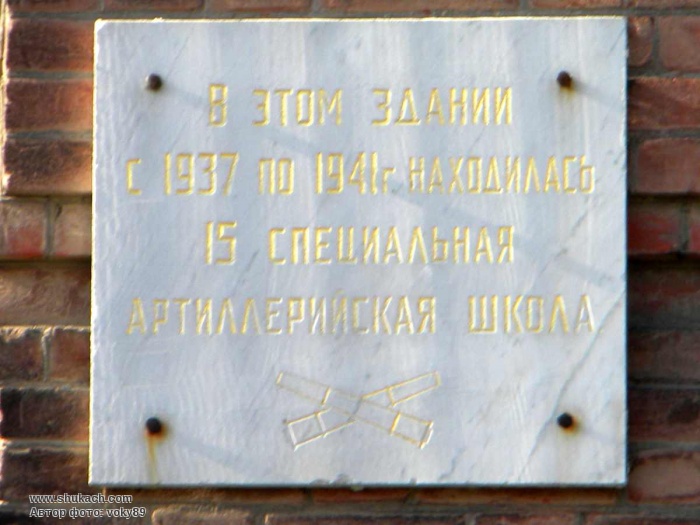 В ЭТОМ ЗДАНИИ
С 1937 ПО 1941г. НАХОДИЛАСЬ
15 СПЕЦИАЛЬНАЯ
АРТИЛЛЕРИЙСКАЯ ШКОЛА
www.shukach.com
Автор фото: voky89